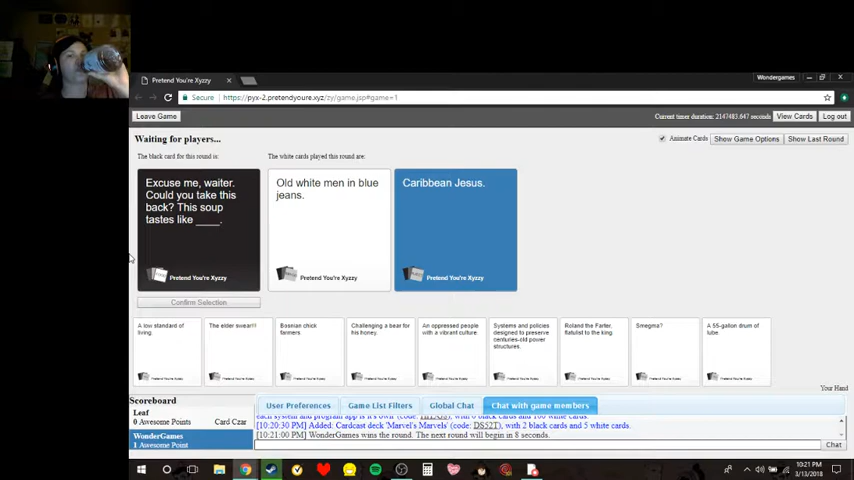 Pretend You're Xyzzy
Wondergames
Secure
https://pyx-2.pretendyoure.xyz/zy/game.jsp#game=1
Leave Game
Current timer duration: 2147483.647 seconds
View Cards
Log out
Waiting for players...
Animate Cards
Show Game Options
Show Last Round
The black card for this round is:
The white cards played this round are:
Excuse me, waiter.
Could you take this
back? This soup
tastes like ____.
Pretend You're Xyzzy
Old white men in blue
jeans.
Pretend You're Xyzzy
Caribbean Jesus.
Pretend You're Xyzzy
Confirm Selection
A low standard of
living.
The elder swear!!!
Bosnian chick
farmers.
Challenging a bear for
his honey.
An oppressed people
with a vibrant culture.
Systems and policies
designed to preserve
centuries-old power
structures.
Roland the Farter,
flatulist to the king.
Smegma?
A 55-gallon drum of
lube.
Your Hand
Scoreboard
Leaf
0 Awesome Points
Card Czar
WonderGames
1 Awesome Point
User Preferences
Game List Filters
Global Chat
Chat with game members
[10:20:30 PM] Added: Cardcast deck 'Marvel's Marvels' (code: DS52T), with 2 black cards and 5 white cards.
[10:21:00 PM] WonderGames wins the round. The next round will begin in 8 seconds.
Chat
10:21 PM
3/13/2018